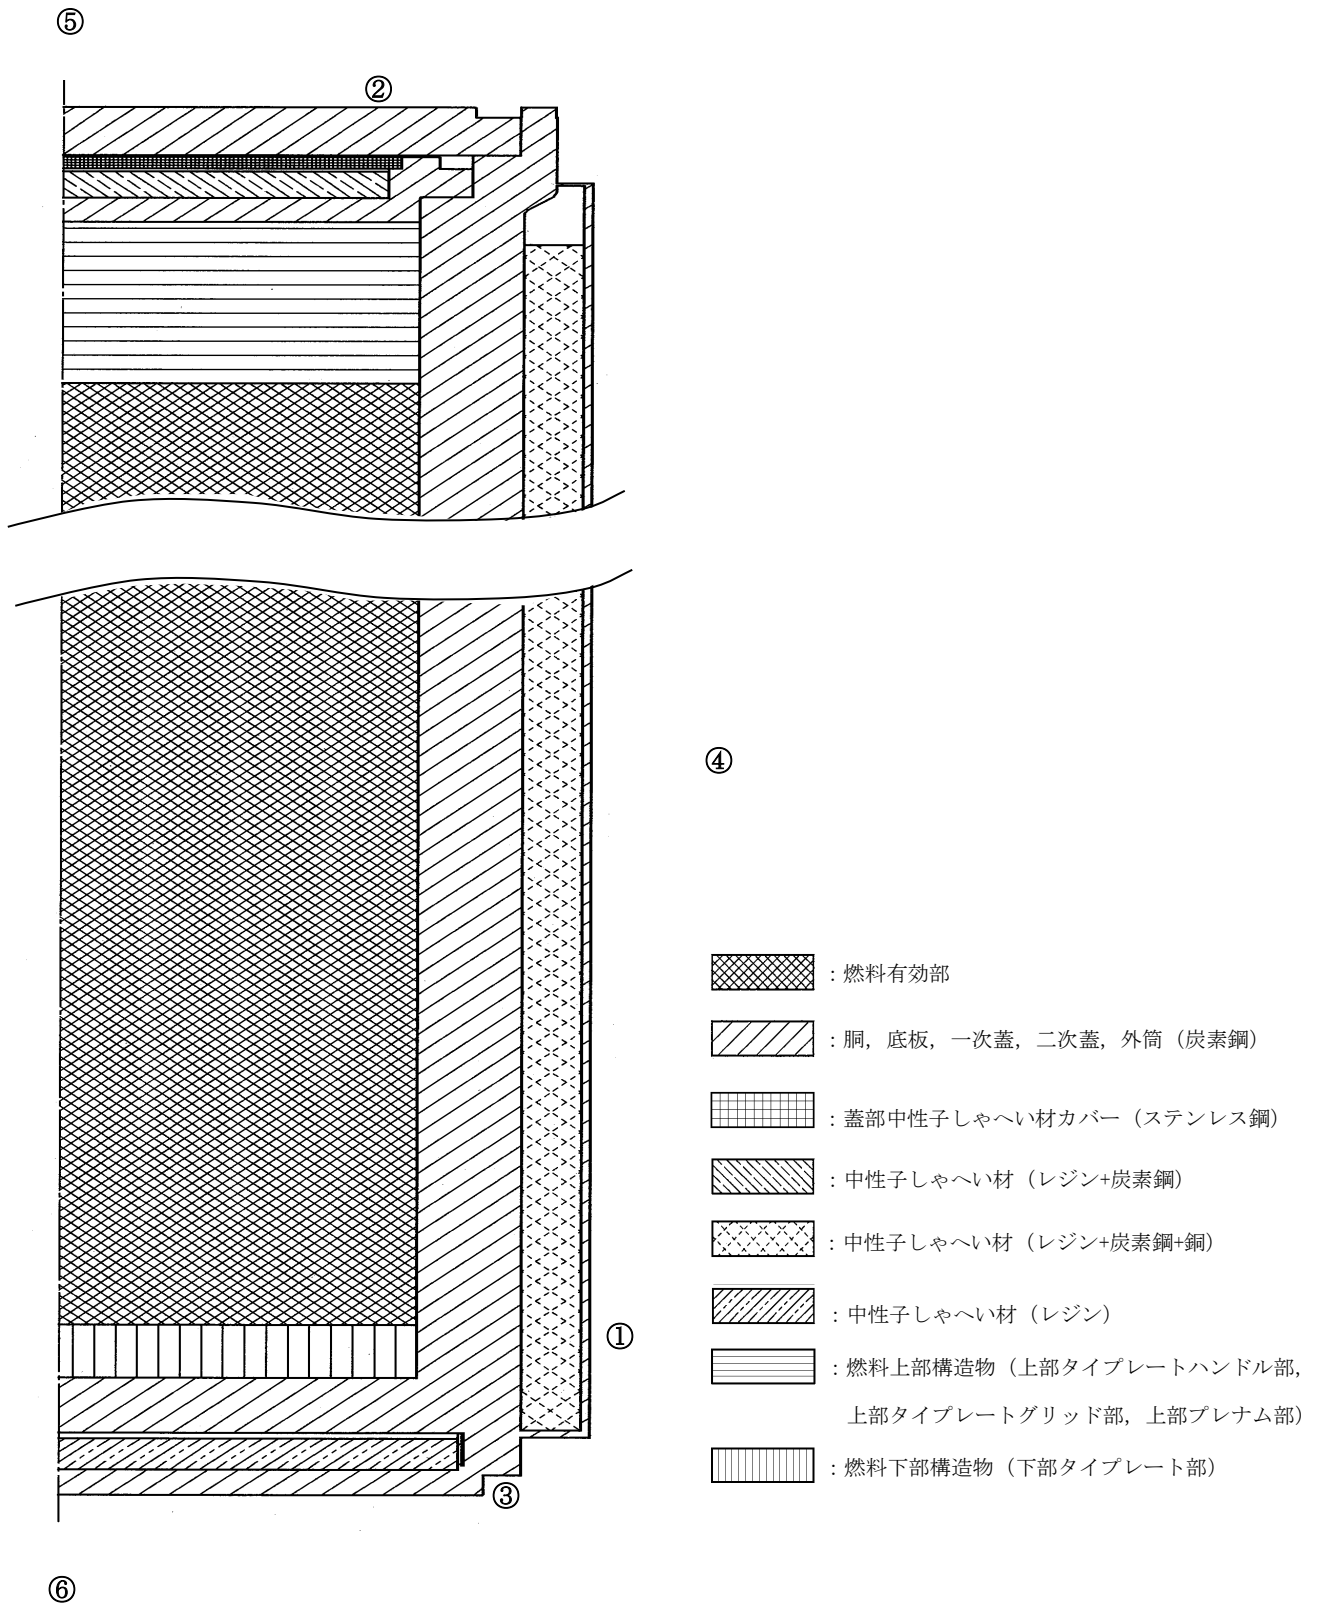 ⑤
②
④
：燃料有効部
：胴，底板，一次蓋，二次蓋，外筒（炭素鋼）
：蓋部中性子しゃへい材カバー（ステンレス鋼）
：中性子しゃへい材（レジン+炭素鋼）
：中性子しゃへい材（レジン+炭素鋼+銅）
：中性子しゃへい材（レジン）
①
：燃料上部構造物（上部タイプレートハンドル部，
上部タイプレートグリッド部，上部プレナム部）
：燃料下部構造物（下部タイプレート部）
③
⑥